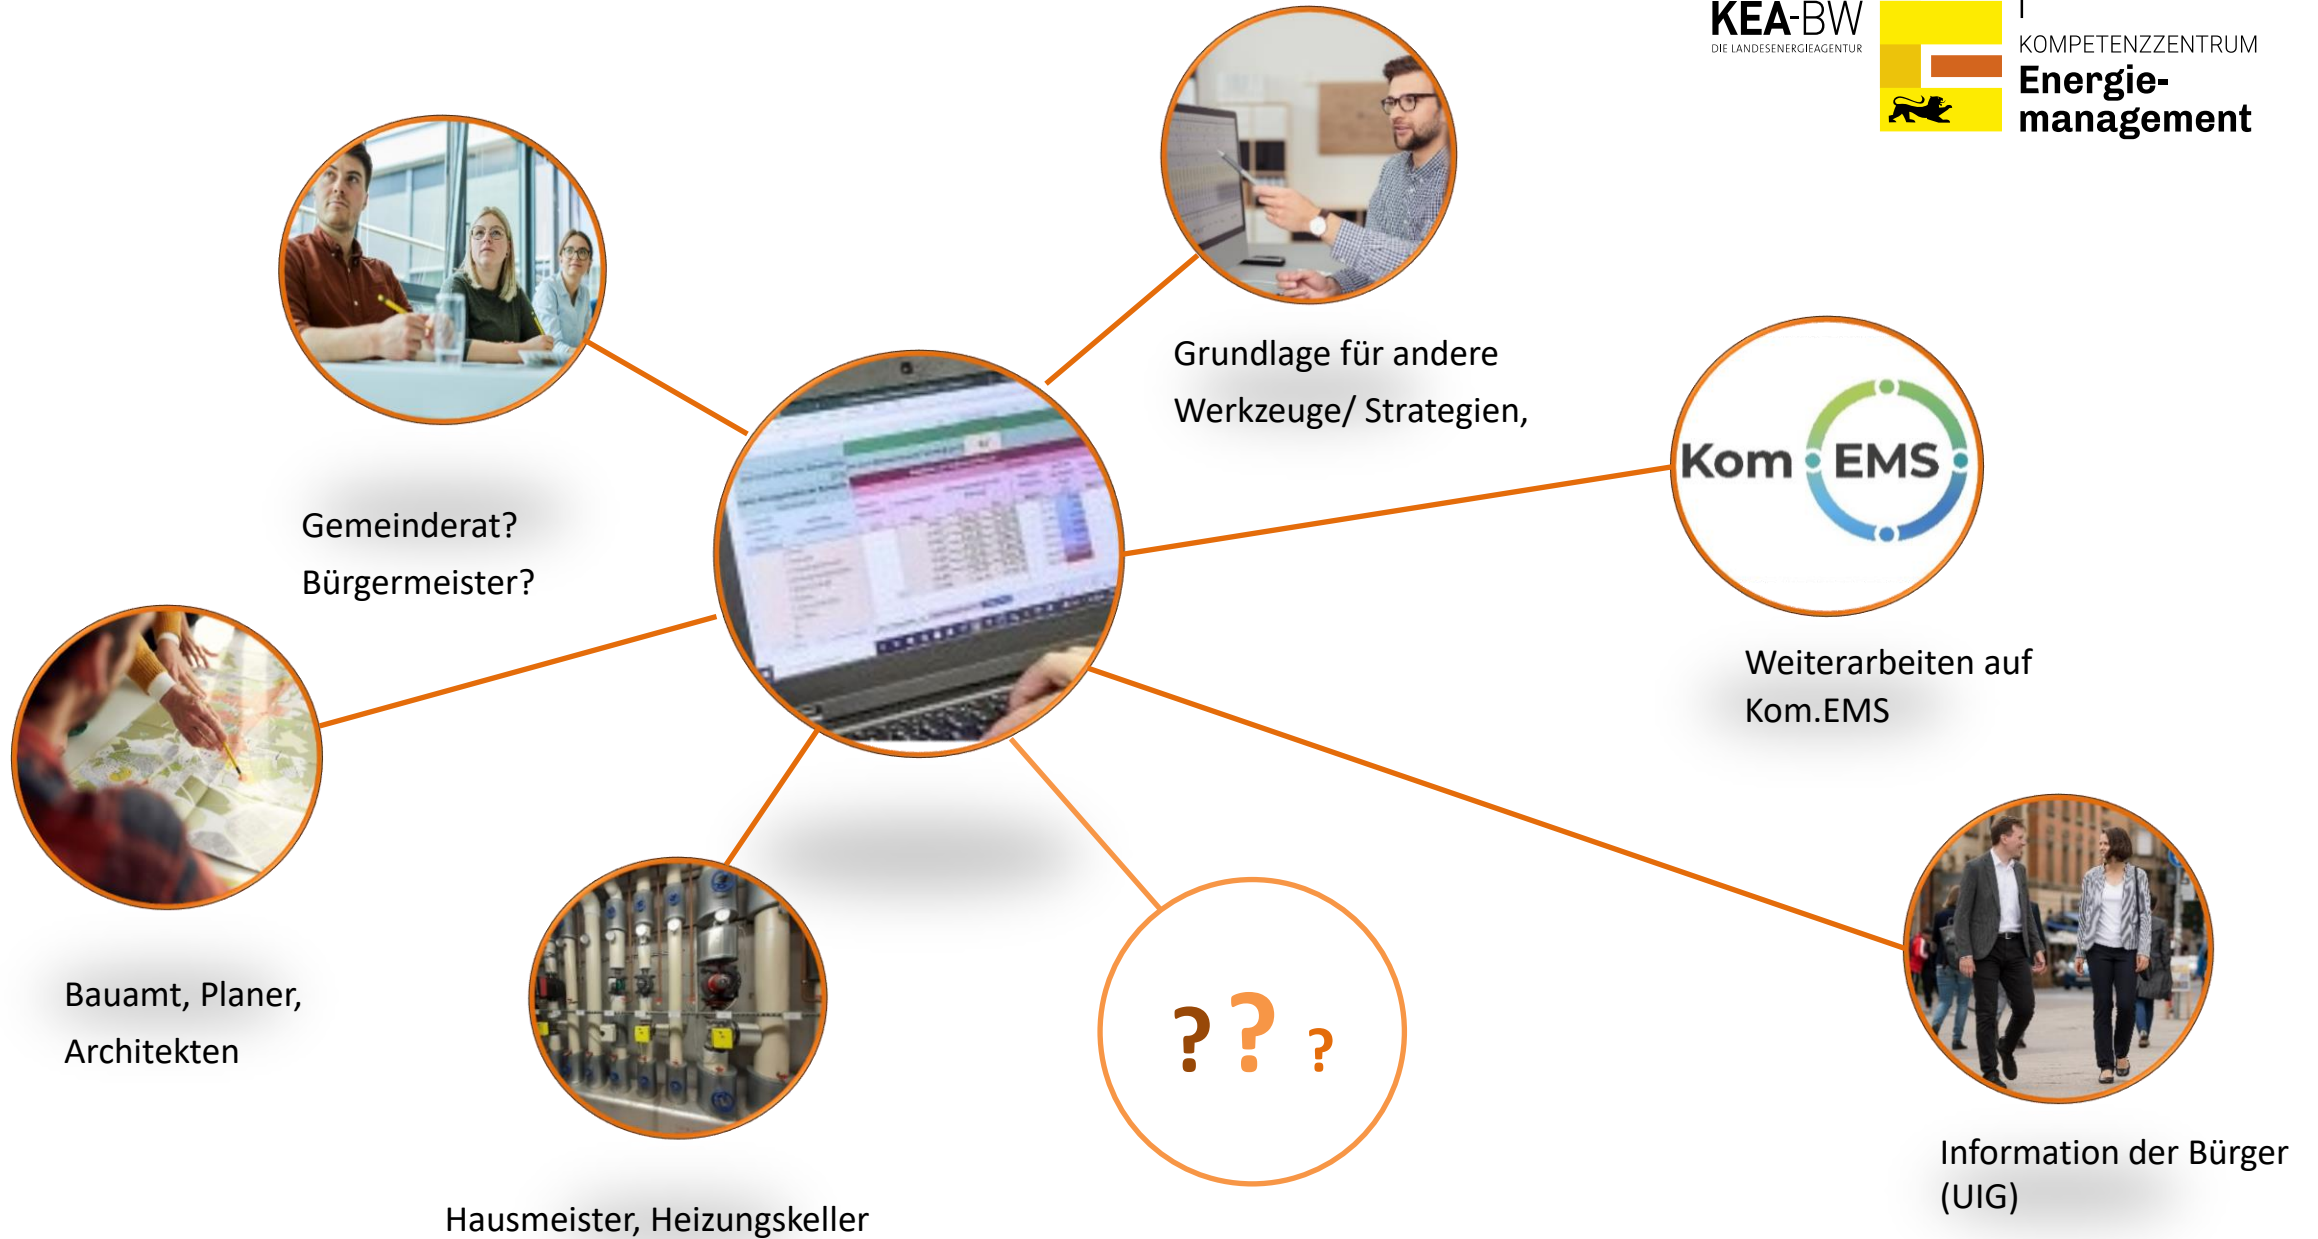 KEA-BW
DIE LANDESENERGIEAGENTUR
KOMPETENZZENTRUM
Energie-
management
Grundlage für andere
Werkzeuge/ Strategien,
Kom EMS
Gemeinderat?
Bürgermeister?
Weiterarbeiten auf
Kom.EMS
Bauamt, Planer,
Architekten
? ? ?
Information der Bürger
(UIG)
Hausmeister, Heizungskeller